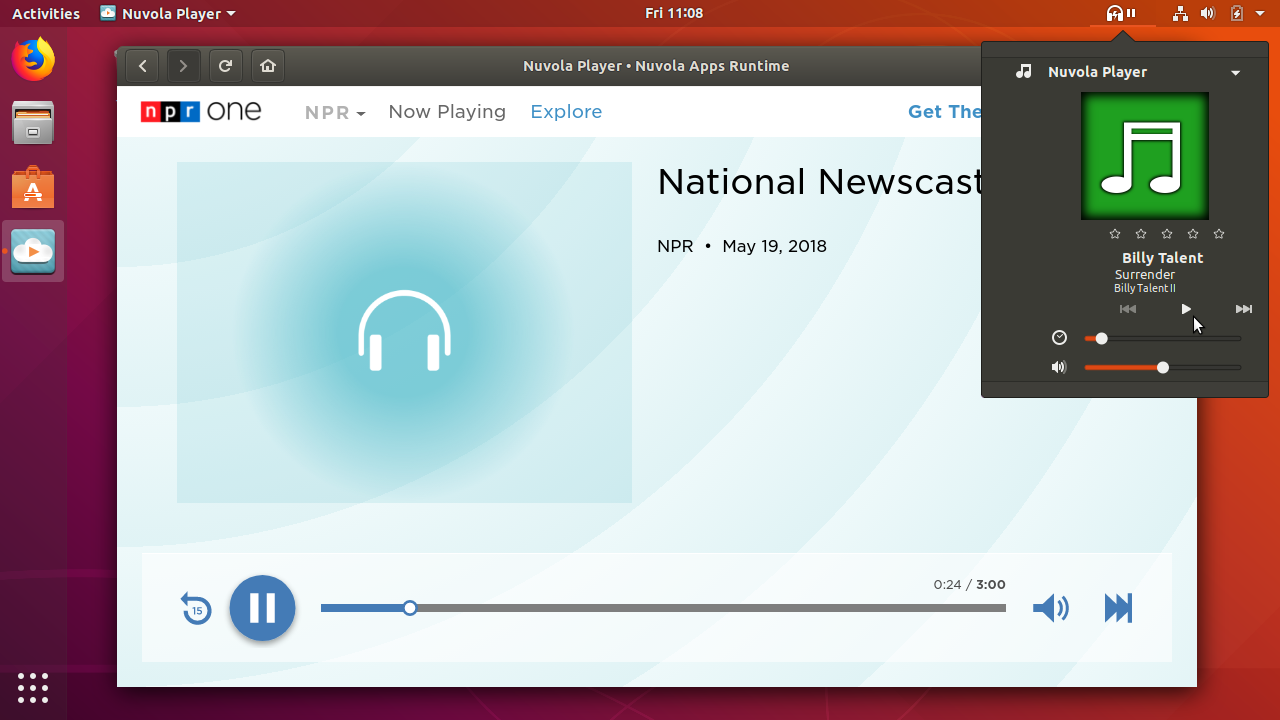 Activities
Nuvola Player
Fri 11:08
Nuvola Player • Nuvola Apps Runtime
npr one
NPR
Now Playing
Explore
Get The
National Newscast
NPR • May 19, 2018
Nuvola Player
Billy Talent
Surrender
Billy Talent II
15
0:24 / 3:00